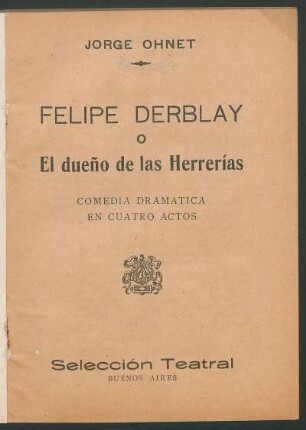 JORGE OHNET
FELIPE DERBLAY
O
El dueño de las Herrerías
COMEDIA DRAMATICA
EN CUATRO ACTOS
Selección Teatral
BUENOS AIRES